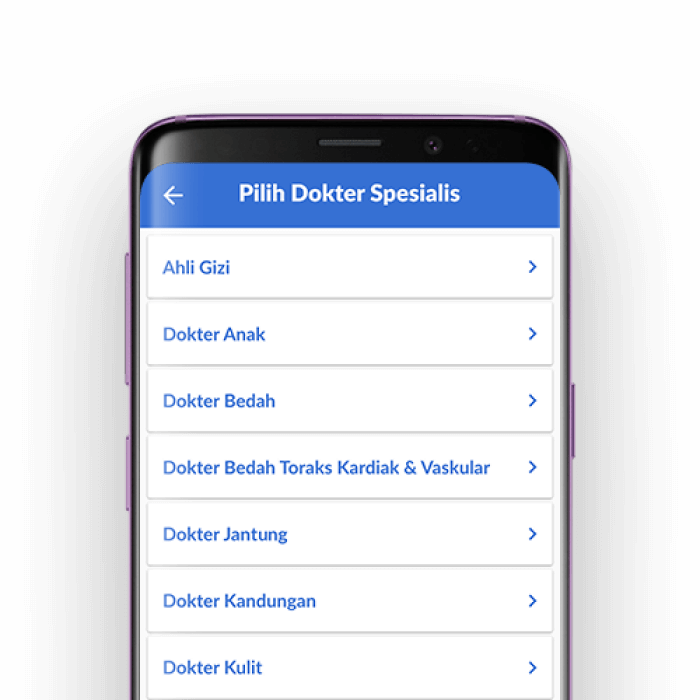 Pilih Dokter Spesialis
Ahli Gizi
Dokter Anak
Dokter Bedah
Dokter Bedah Toraks Kardiak & Vaskular
Dokter Jantung
Dokter Kandungan
Dokter Kulit